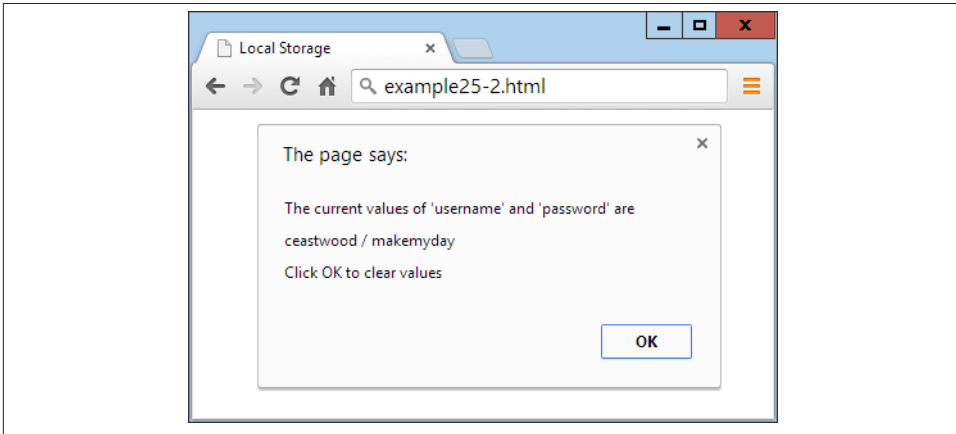 Local Storage
example25-2.html
The page says:
The current values of 'username' and 'password' are
ceastwood / makemyday
Click OK to clear values
OK